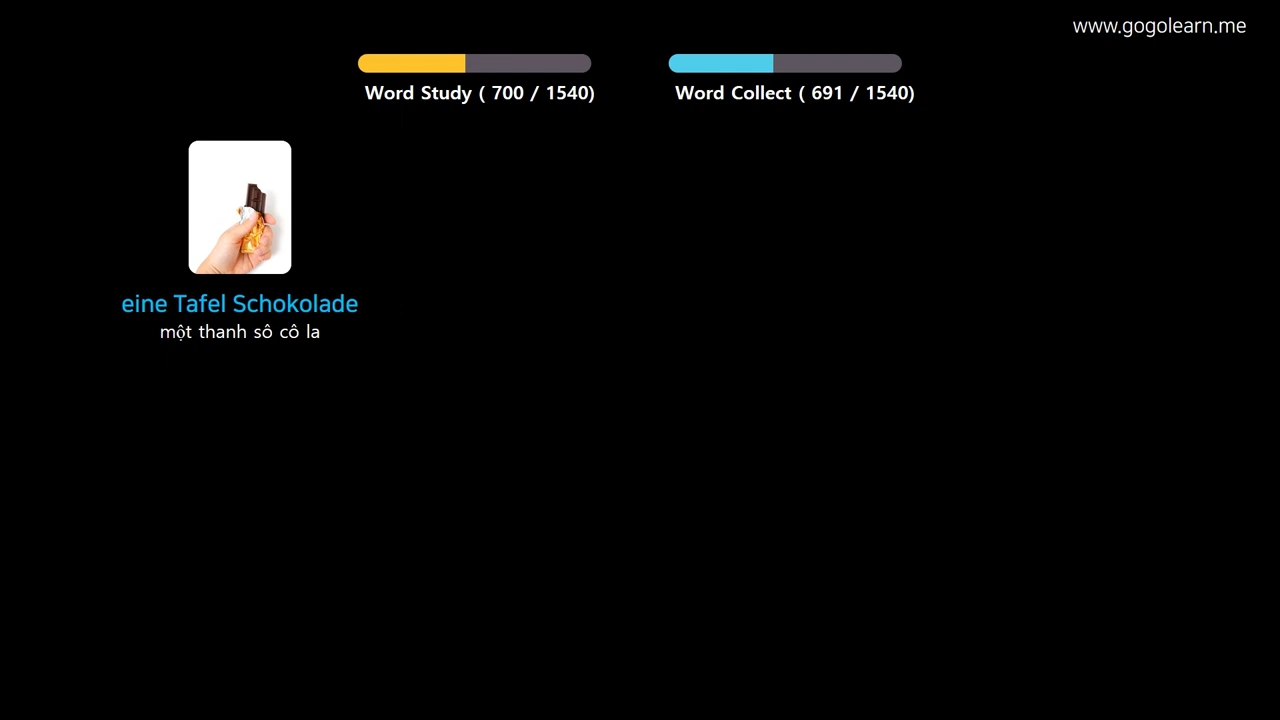 www.gogolearn.me
Word Study ( 700 / 1540)
Word Collect ( 691 / 1540)
eine Tafel Schokolade
một thanh sô cô la